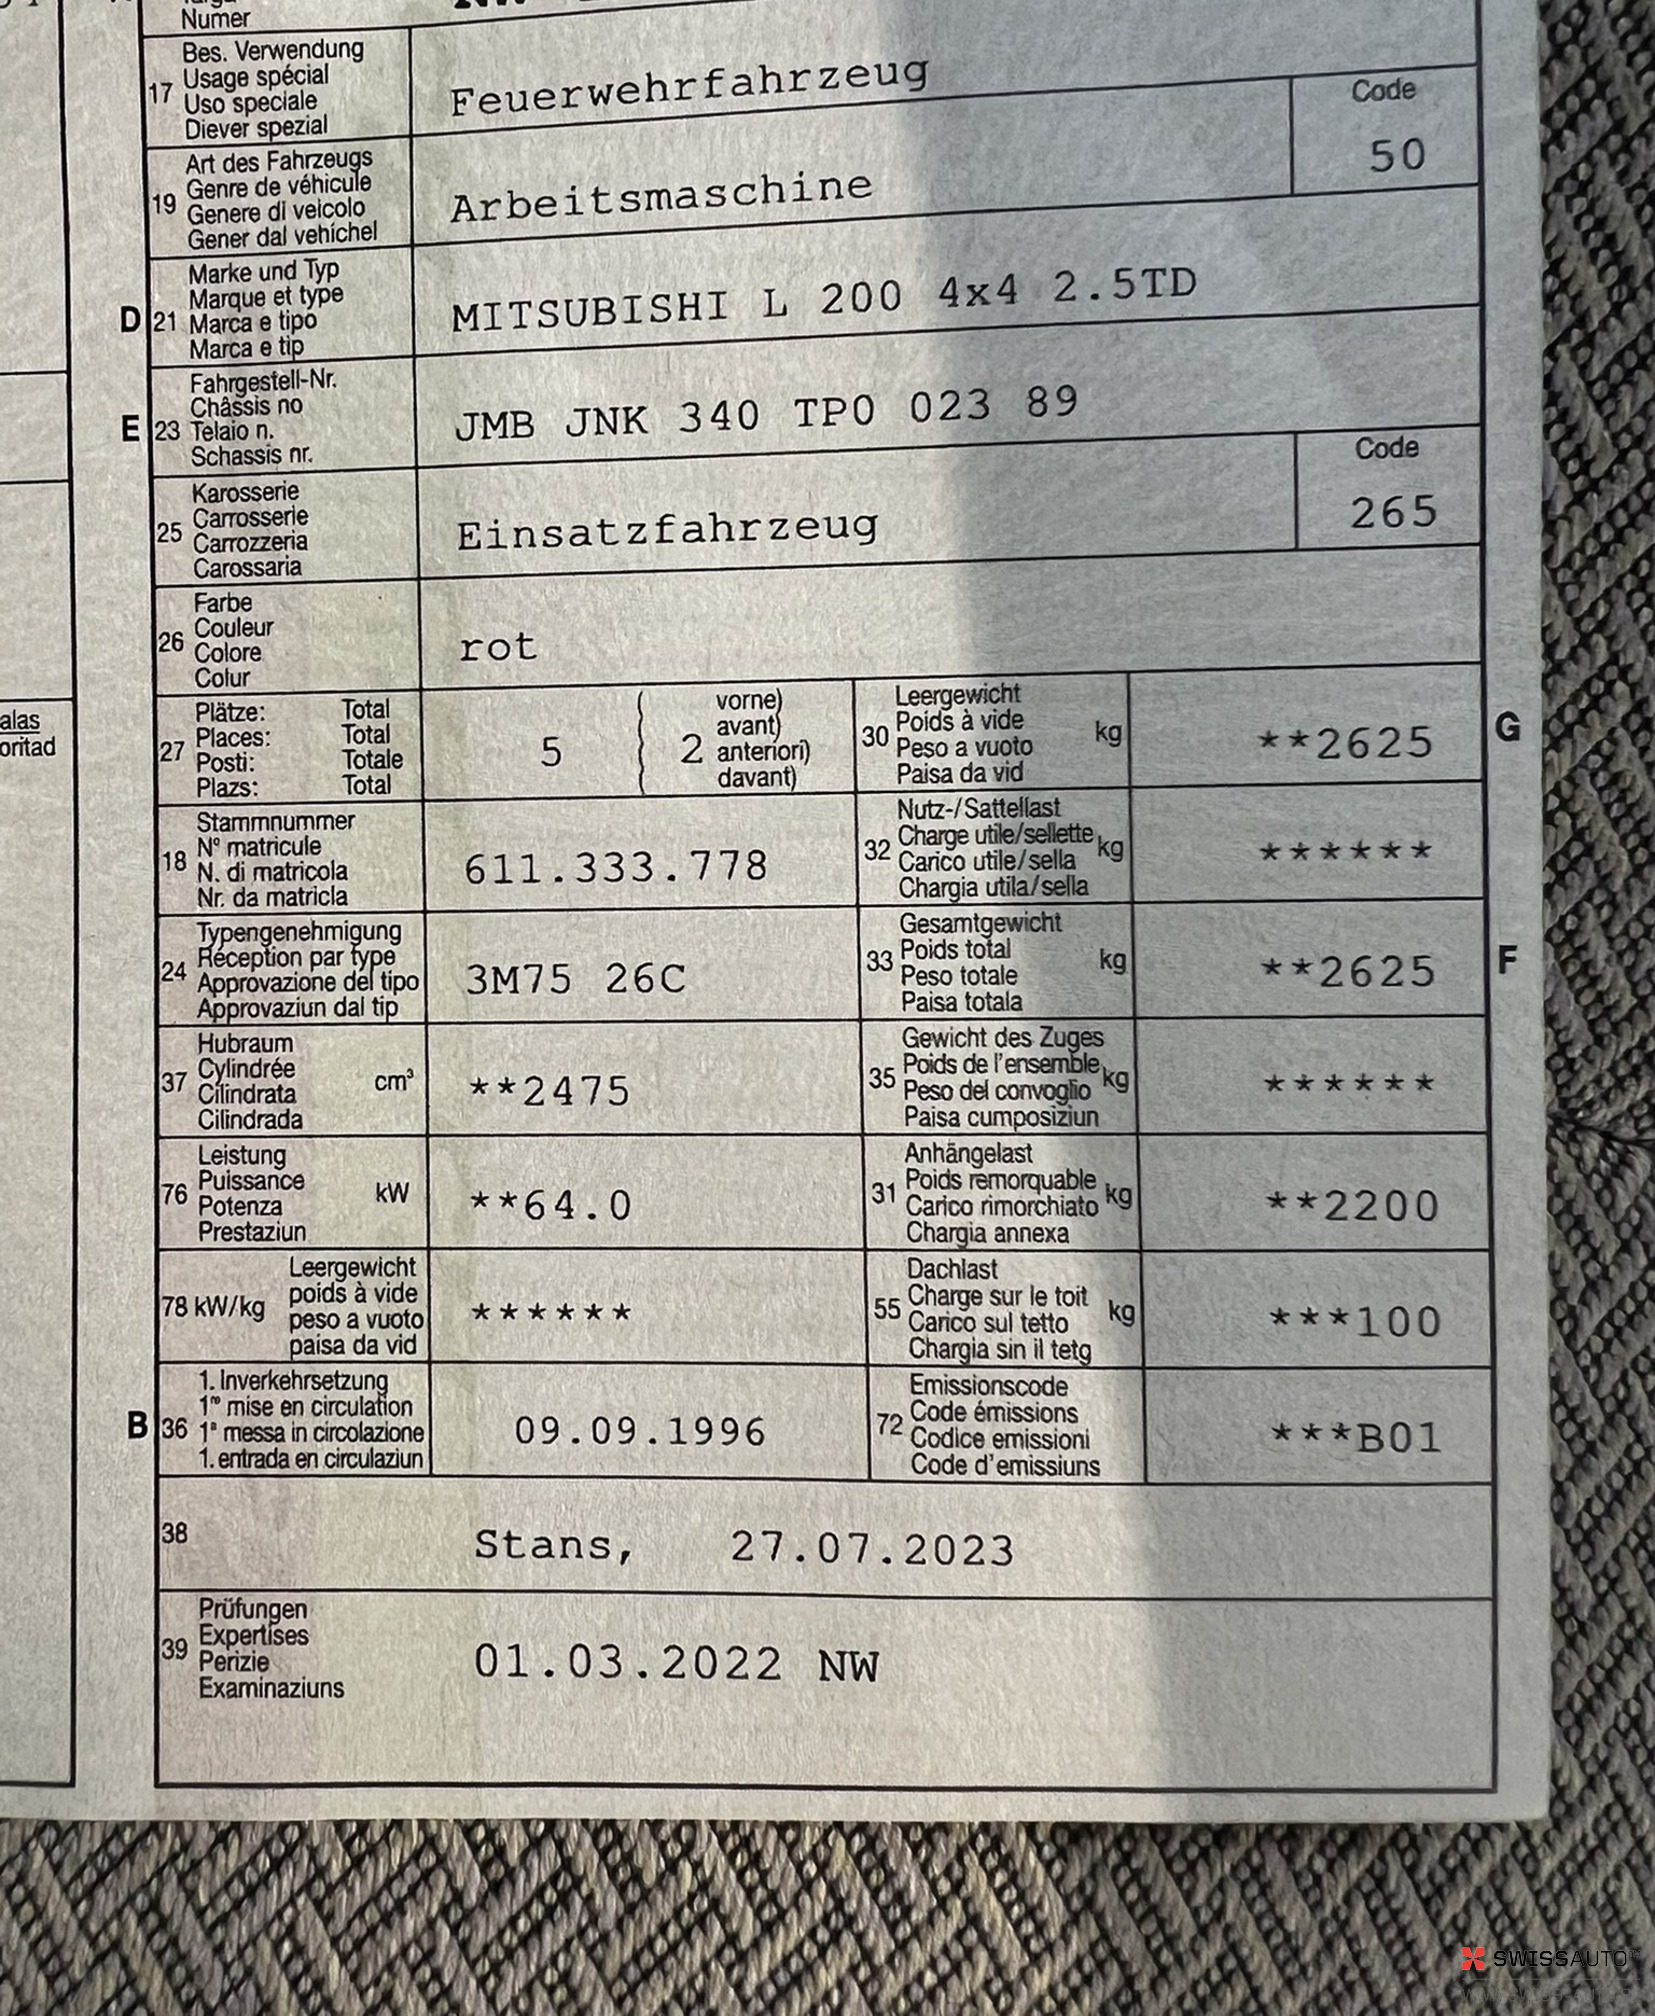 Numer
17
Bes. Verwendung
Usage spécial
Uso speciale
Diever spezial
Feuerwehrfahrzeug
19
Art des Fahrzeugs
Genre de véhicule
Genere di veicolo
Gener dal vehichel
Arbeitsmaschine
Code
50
D
21
Marke und Typ
Marque et type
Marca e tipo
Marca e tip
MITSUBISHI L 200 4x4 2.5TD
E
23
Fahrgestell-Nr.
Châssis no
Telaio n.
Schassis nr.
JMB JNK 340 TP0 023 89
25
Karosserie
Carrosserie
Carrozzeria
Carossaria
Einsatzfahrzeug
Code
265
26
Farbe
Couleur
Colore
Colur
rot
alas
oritad
27
Plätze: Total
Places: Total
Posti: Totale
Plazs: Total
5
2
vorne)
avant)
anteriori)
davant)
30
Leergewicht
Poids à vide
Peso a vuoto
Paisa da vid
kg
**2625
G
18
Stammnummer
N° matricule
N. di matricola
Nr. da matricla
611.333.778
32
Nutz-/Sattellast
Charge utile/sellette
Carico utile/sella
Chargia utila/sella
kg
******
24
Typengenehmigung
Réception par type
Approvazione del tipo
Approvaziun dal tip
3M75 26C
33
Gesamtgewicht
Poids total
Peso totale
Paisa totala
kg
**2625
F
37
Hubraum
Cylindrée
Cilindrata
Cilindrada
cm³
**2475
35
Gewicht des Zuges
Poids de l'ensemble
Peso del convoglio
Paisa cumposiziun
kg
******
76
Leistung
Puissance
Potenza
Prestaziun
kW
**64.0
31
Anhängelast
Poids remorquable
Carico rimorchiato
Chargia annexa
kg
**2200
78 kW/kg
Leergewicht
poids à vide
peso a vuoto
paisa da vid
******
55
Dachlast
Charge sur le toit
Carico sul tetto
Chargia sin il tetg
kg
***100
B
36
1. Inverkehrsetzung
1re mise en circulation
1a messa in circolazione
1. entrada en circulaziun
09.09.1996
72
Emissionscode
Code émissions
Codice emissioni
Code d'emissiuns
***B01
38
Stans, 27.07.2023
39
Prüfungen
Expertises
Perizie
Examinaziuns
01.03.2022 NW
SWISSAUTO